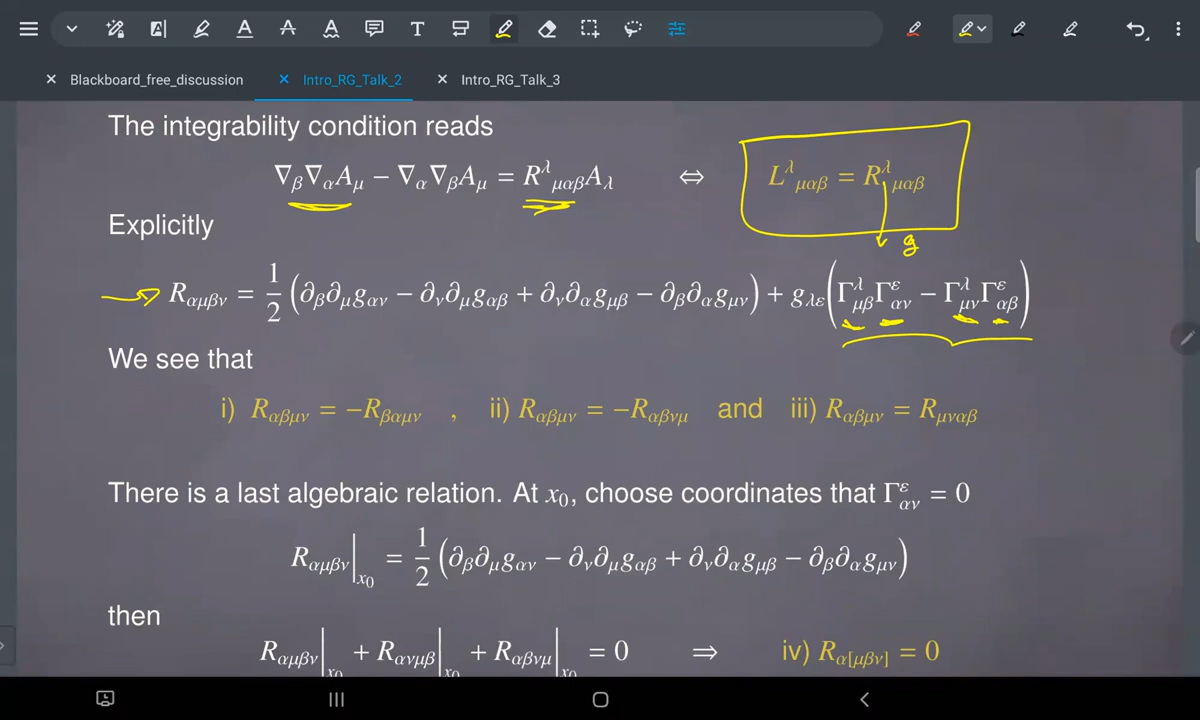 Blackboard_free_discussion Intro_RG_Talk_2 Intro_RG_Talk_3
The integrability condition reads
∇_β∇_αA_μ − ∇_α∇_βA_μ = R^λ_{μαβ}A_λ ⇔ L^λ_{μαβ} = R^λ_{μαβ}
g
Explicitly
R_{αμβν} = 1/2 (∂_β∂_μg_{αν} − ∂_ν∂_μg_{αβ} + ∂_ν∂_αg_{μβ} − ∂_β∂_αg_{μν}) + g_{λε}(Γ^λ_{μβ}Γ^ε_{αν} − Γ^λ_{μν}Γ^ε_{αβ})
We see that
i) R_{αβμν} = −R_{βαμν} , ii) R_{αβμν} = −R_{αβνμ} and iii) R_{αβμν} = R_{μναβ}
There is a last algebraic relation. At x_0, choose coordinates that Γ^ε_{αν} = 0
R_{αμβν}|_{x_0} = 1/2 (∂_β∂_μg_{αν} − ∂_ν∂_μg_{αβ} + ∂_ν∂_αg_{μβ} − ∂_β∂_αg_{μν})
then
R_{αμβν}|_{x_0} + R_{ανμβ}|_{x_0} + R_{αβνμ}|_{x_0} = 0 ⇒ iv) R_{α[μβν]} = 0